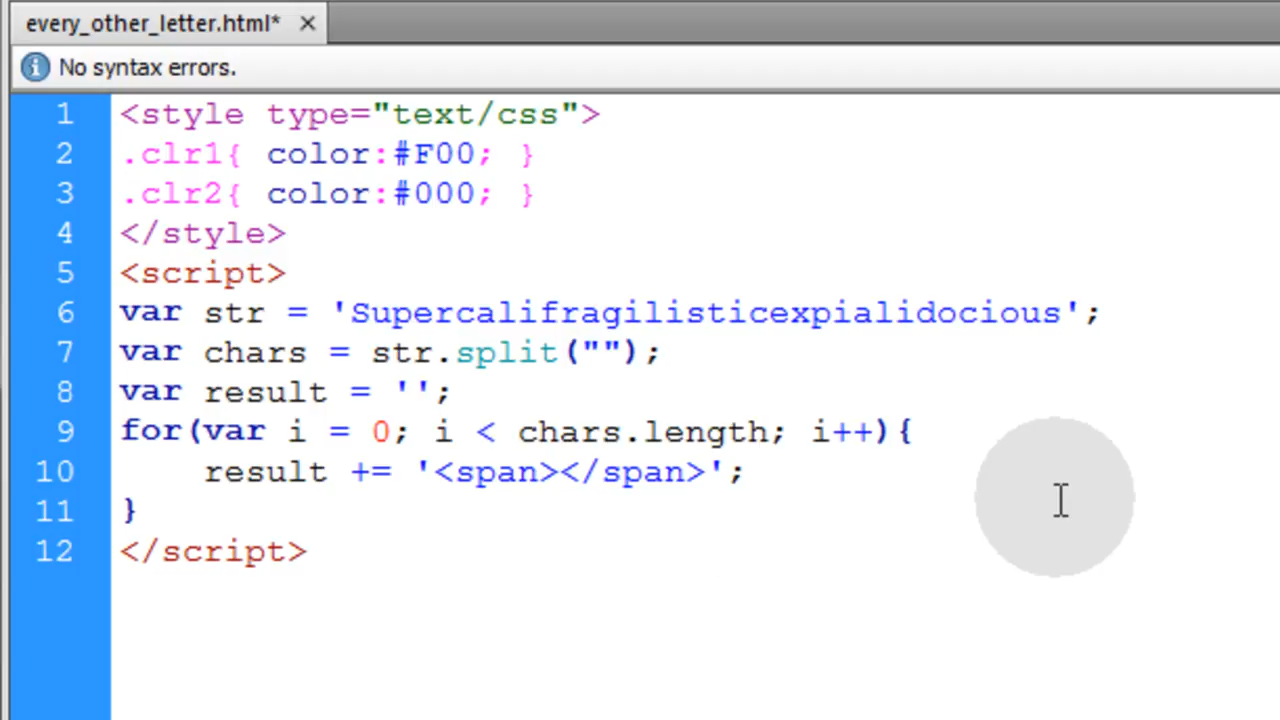 every_other_letter.html* ×
No syntax errors.
1 <style type="text/css">
2 .clr1{ color:#F00; }
3 .clr2{ color:#000; }
4 </style>
5 <script>
6 var str = 'Supercalifragilisticexpialidocious';
7 var chars = str.split("");
8 var result = '';
9 for(var i = 0; i < chars.length; i++){
10     result += '<span></span>';
11 }
12 </script>